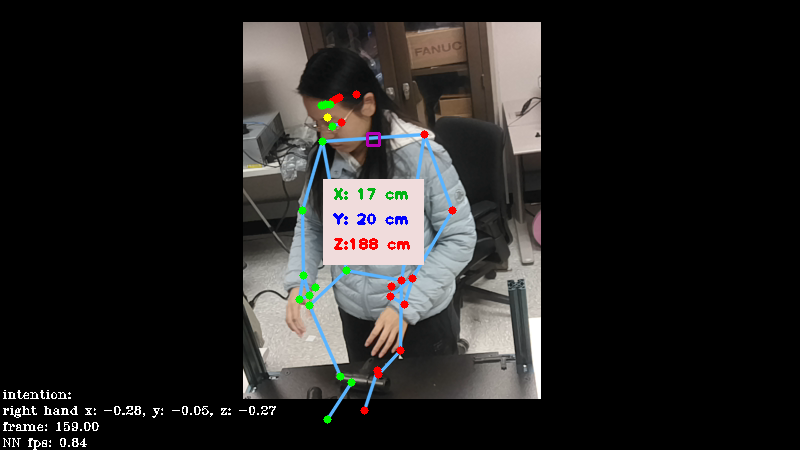 FANUC
X: 17 cm
Y: 20 cm
Z:188 cm
intention:
right hand x: -0.28, y: -0.05, z: -0.27
frame: 159.00
NN fps: 0.84